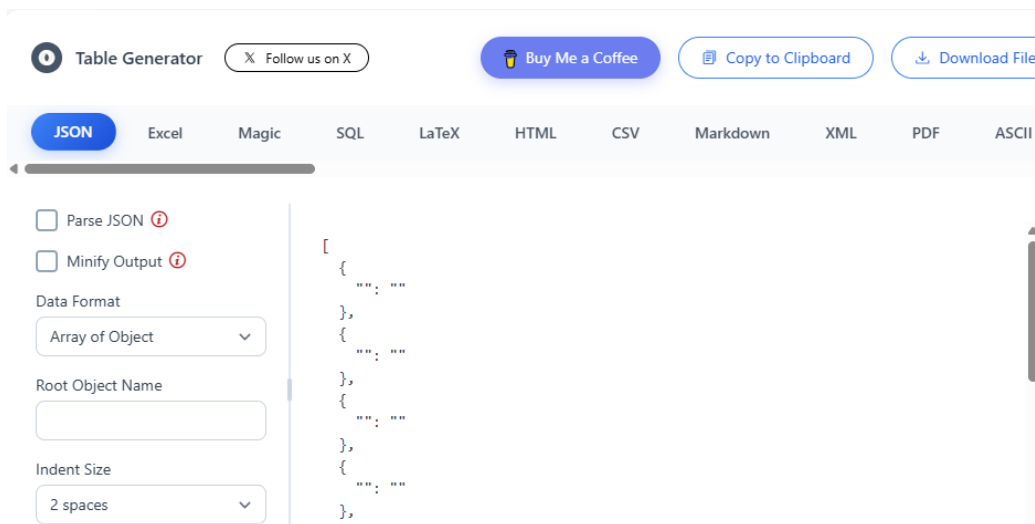 Table Generator
𝕏 Follow us on X
Buy Me a Coffee
Copy to Clipboard
Download File
JSON Excel Magic SQL LaTeX HTML CSV Markdown XML PDF ASCII
Parse JSON
Minify Output
Data Format
Array of Object
Root Object Name
Indent Size
2 spaces
[
  {
    "": ""
  },
  {
    "": ""
  },
  {
    "": ""
  },
  {
    "": ""
  },